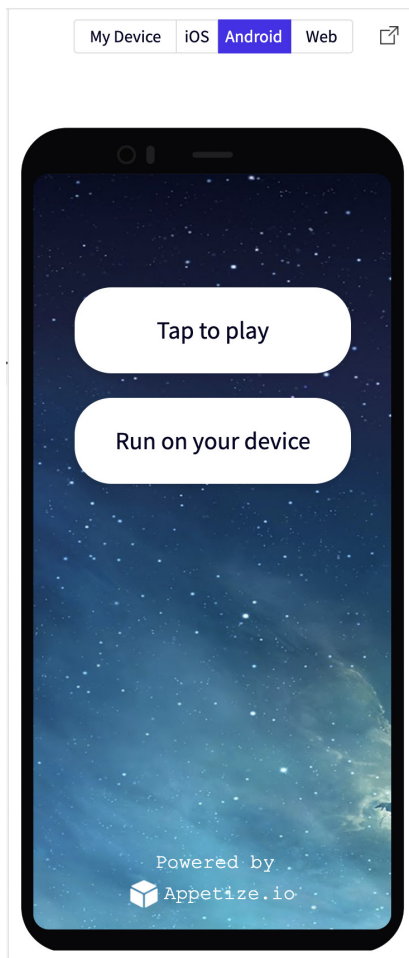 My Device iOS Android Web
Tap to play
Run on your device
Powered by
Appetize.io